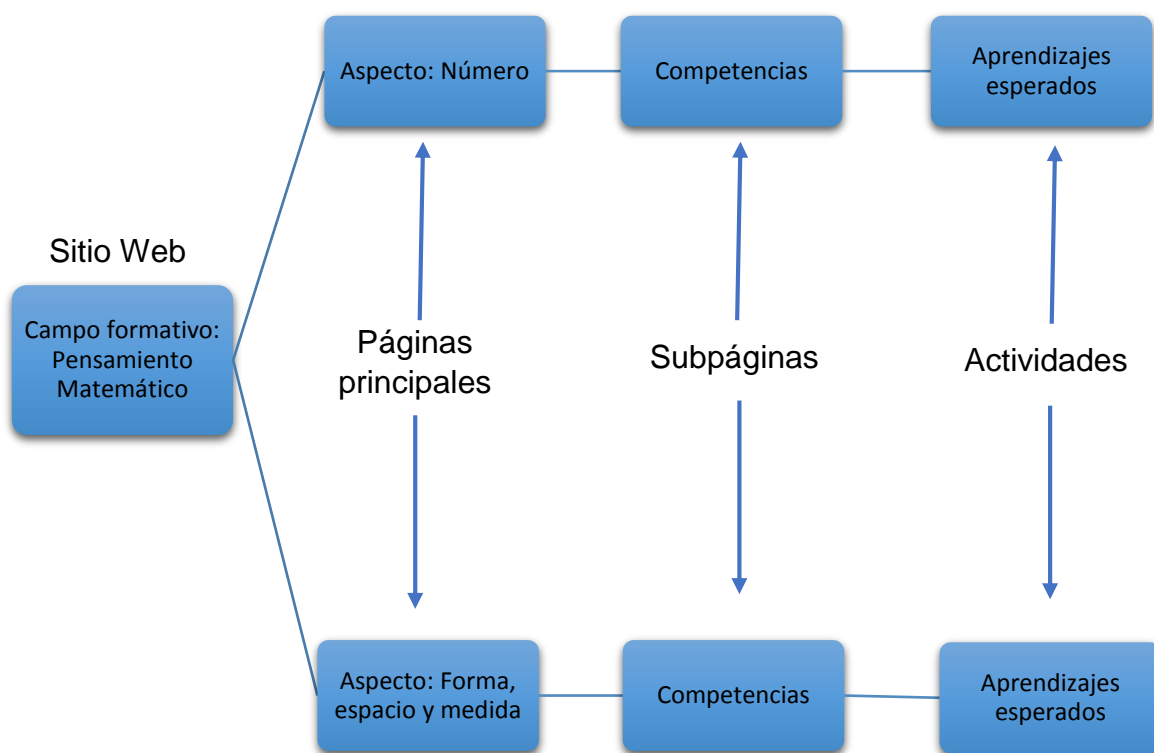 Aspecto: Número
Competencias
Aprendizajes
esperados
Sitio Web
Campo formativo:
Pensamiento
Matemático
Páginas
principales
Subpáginas
Actividades
Aspecto: Forma,
espacio y medida
Competencias
Aprendizajes
esperados